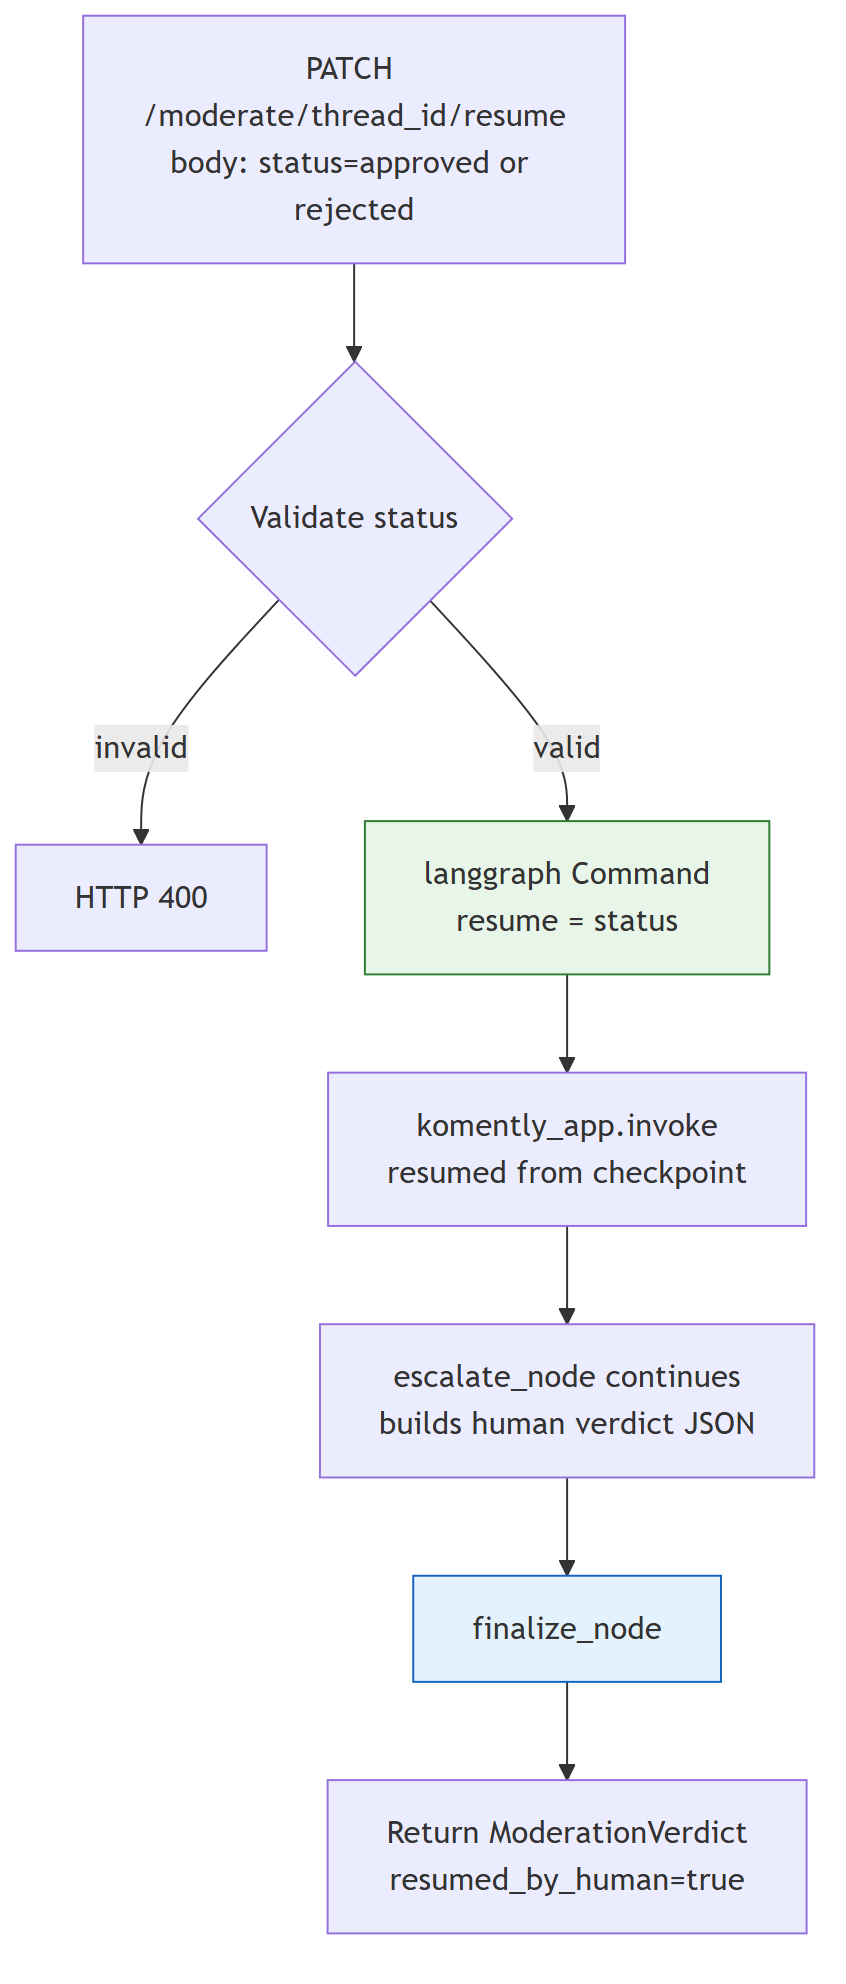 PATCH
/moderate/thread_id/resume
body: status=approved or
rejected
Validate status
invalid
valid
HTTP 400
langgraph Command
resume = status
komently_app.invoke
resumed from checkpoint
escalate_node continues
builds human verdict JSON
finalize_node
Return ModerationVerdict
resumed_by_human=true